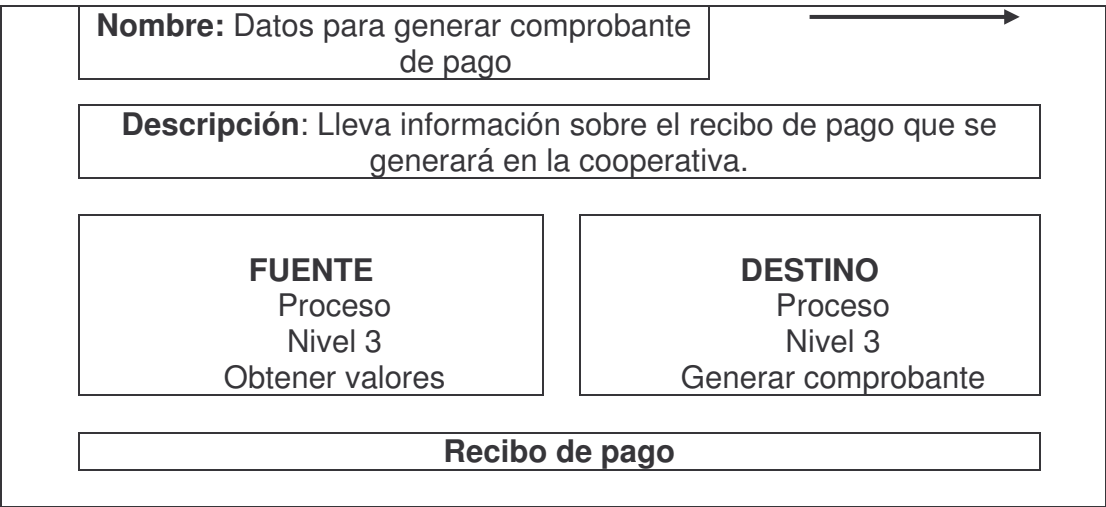 Nombre: Datos para generar comprobante
de pago
Descripción: Lleva información sobre el recibo de pago que se
generará en la cooperativa.
FUENTE
Proceso
Nivel 3
Obtener valores
DESTINO
Proceso
Nivel 3
Generar comprobante
Recibo de pago